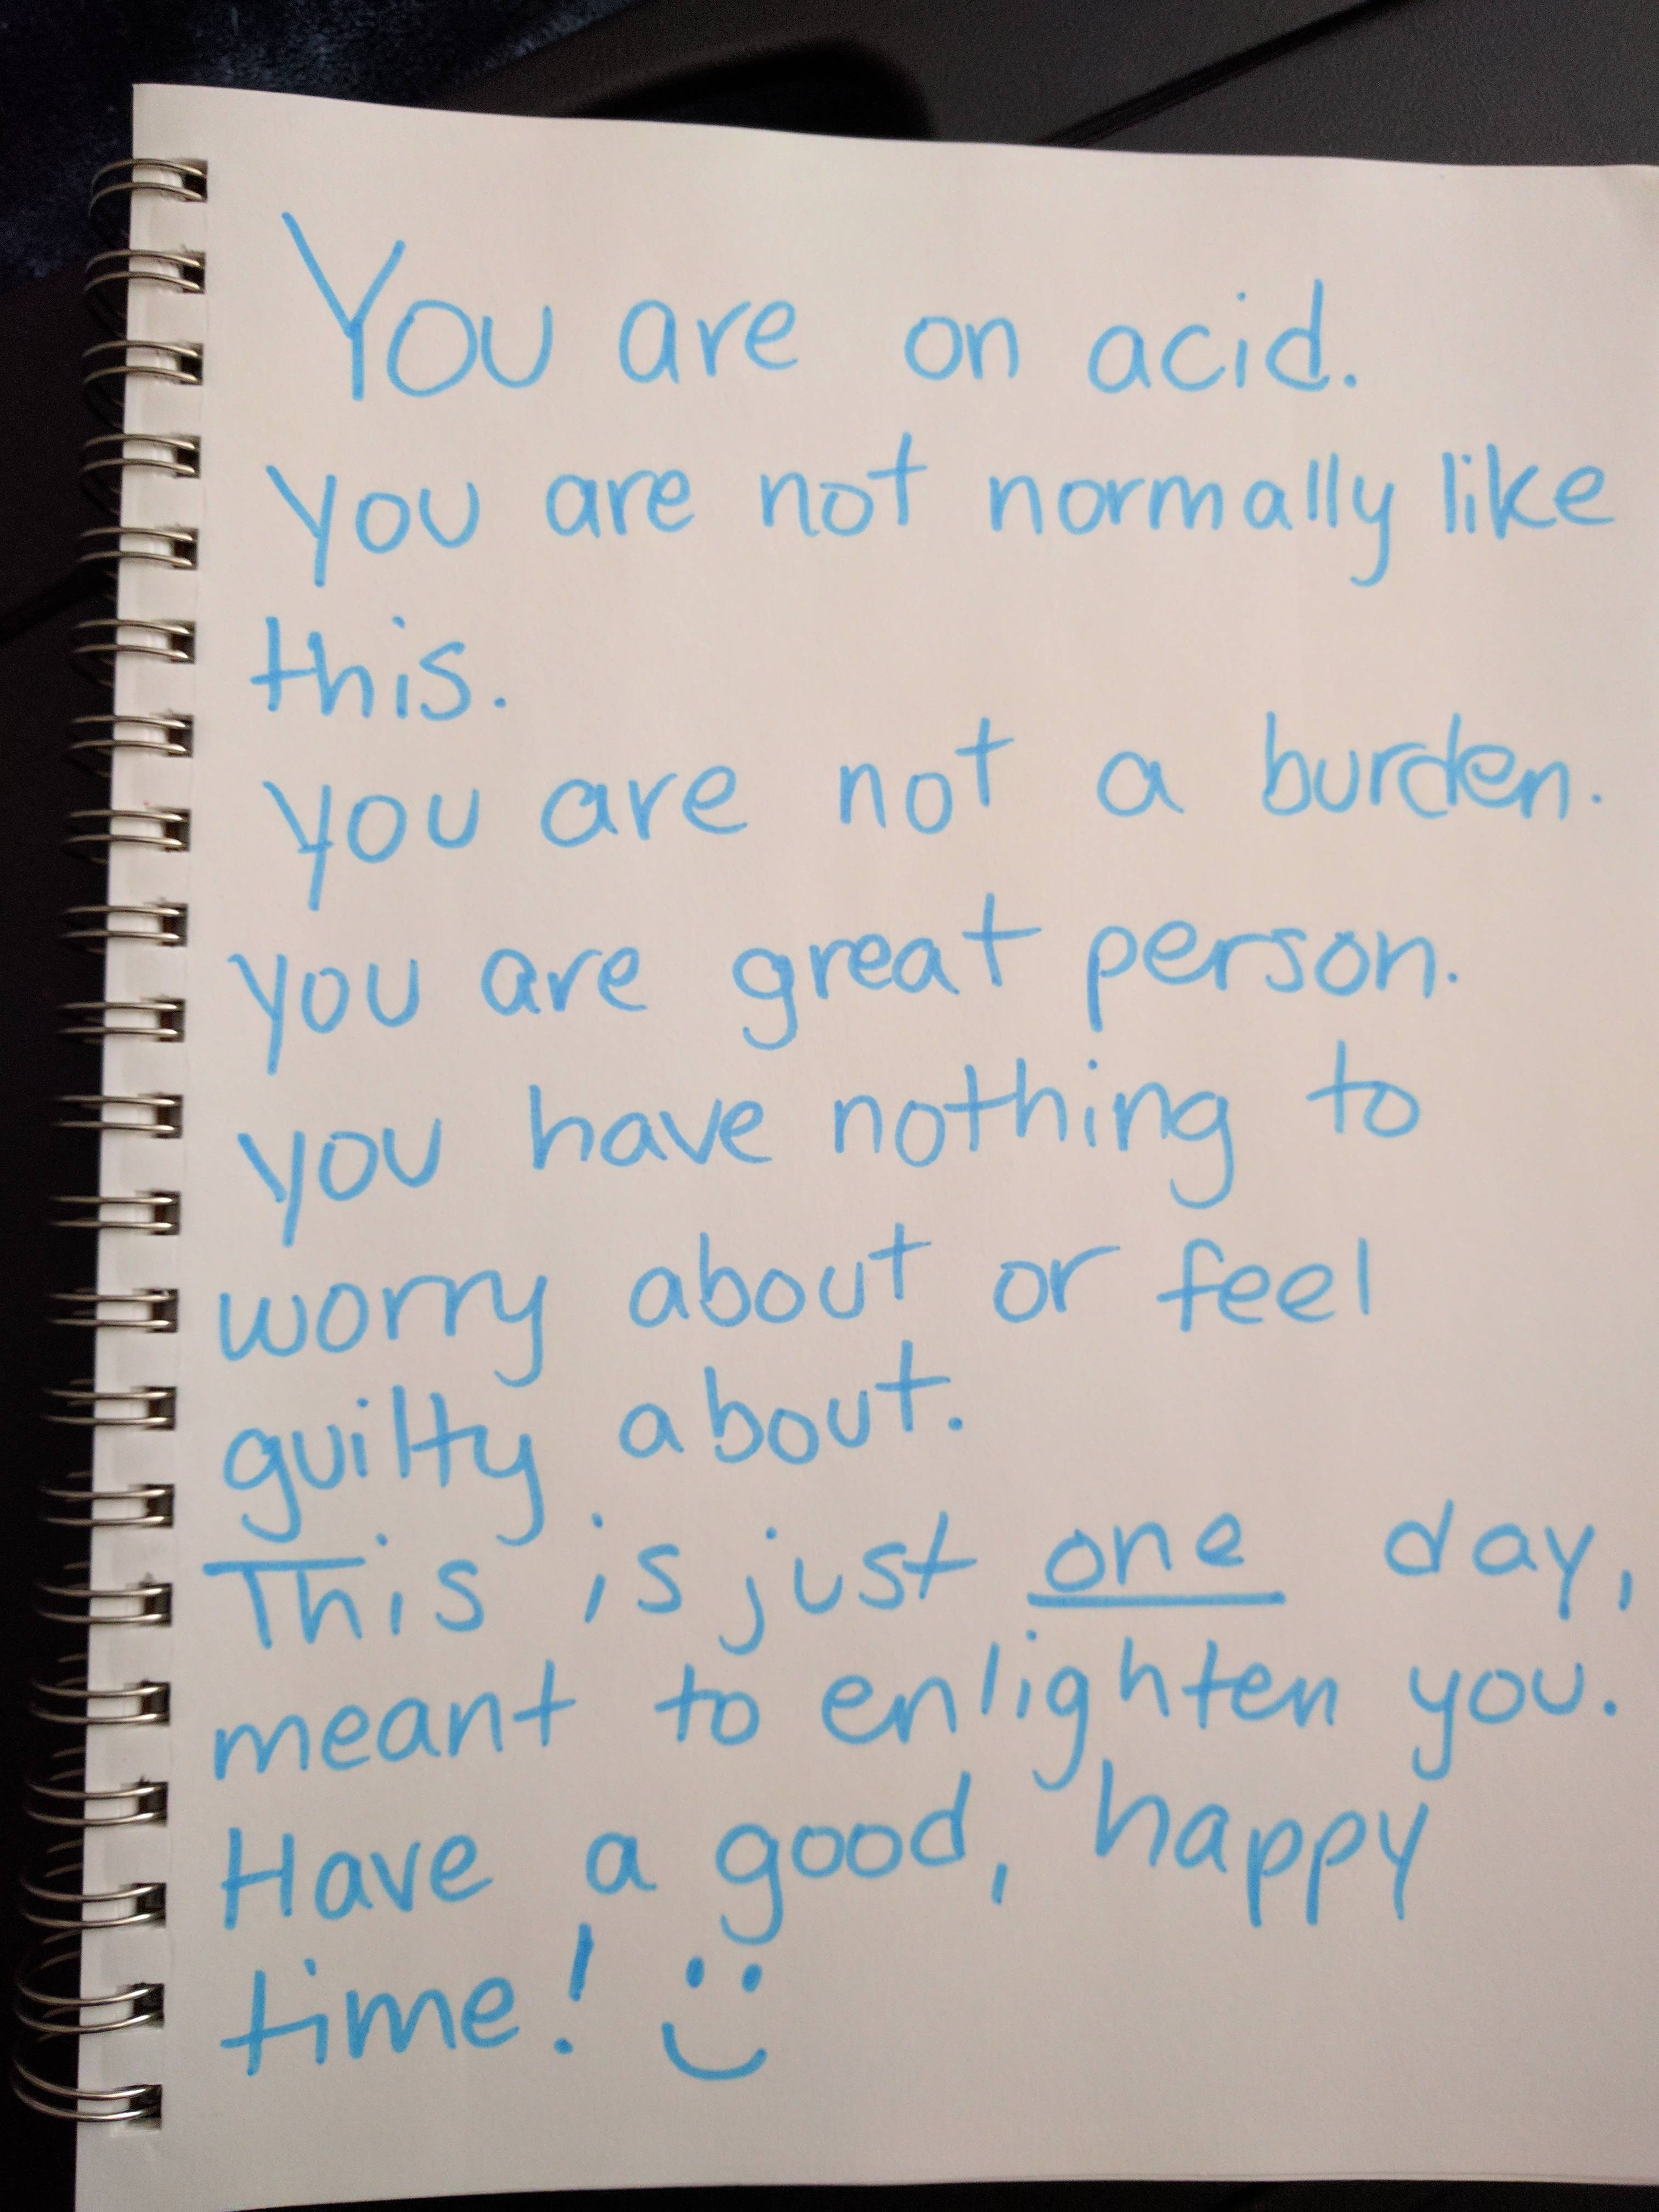 You are on acid.
you are not normally like
this.
you are not a burden.
you are great person.
you have nothing to
worry about or feel
guilty about.
This is just one day,
meant to enlighten you.
Have a good, happy
time! :)